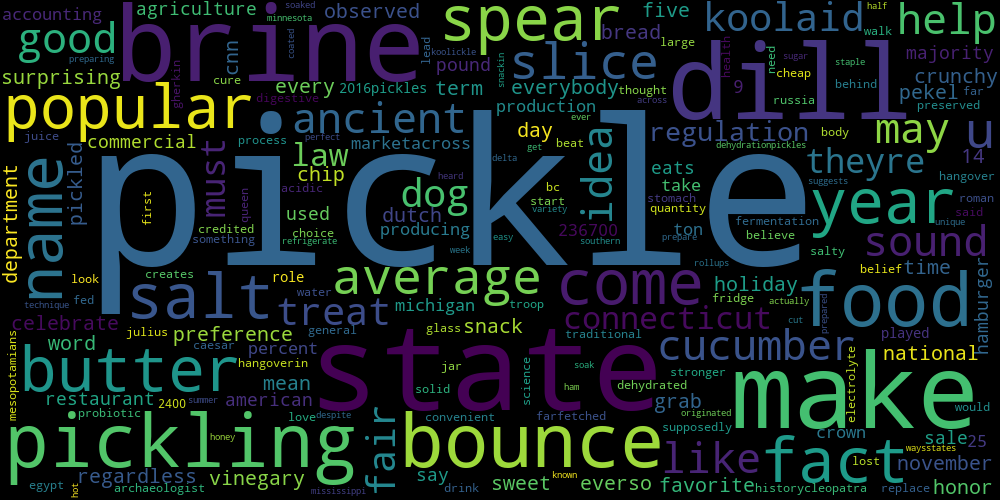 accounting
agriculture
soaked
minnesota
observed
five
half
walk
help
good
brine
spear
bread
koolaid
cnn
coated
lead
koolickle
large
need
staple
majority
surprising
cure
gherkin
pound
slice
dill
health
cheap
sugar
crunchy
every
2016pickles
term
snackin
everybody
thought
behind
pekel
far
popular
digestive
production
across
9
russia
preserved
juice
commercial
ancient
ever
regulation
body
may
u
process
perfect
marketacross
day
beat
dehydrationpickles
14
name
pickled
must
law
chip
pickle
get
delta
idea
eats
theyre
hangover
department
first
queen
acidic
dog
heard
bc
start
variety
take
stomach
suggests
year
roman
said
unique
used
dutch
quantity
credited
choice
producing
236700
ton
fermentation
something
refrigerate
week
easy
southern
believe
prepare
salty
sound
look
creates
role
average
come
rollups
belief
time
technique
fed
salt
water
treat
michigan
troop
holiday
fridge
actually
food
hamburger
celebrate
julius
preference
general
glass
snack
connecticut
cut
prepared
played
mesopotamians
word
caesar
percent
traditional
cucumber
national
butter
hangoverin
jar
state
science
soak
stronger
make
electrolyte
restaurant
mean
solid
ham
dehydrated
grab
would
probiotic
2400
summer
american
convenient
farfetched
originated
supposedly
pickling
honey
love
despite
fair
bounce
crown
sale
25
like
fact
lost
waysstates
regardless
vinegary
say
known
november
egypt
hot
archaeologist
mississippi
drink
sweet
everso
favorite
historycleopatra
replace
honor
preparing